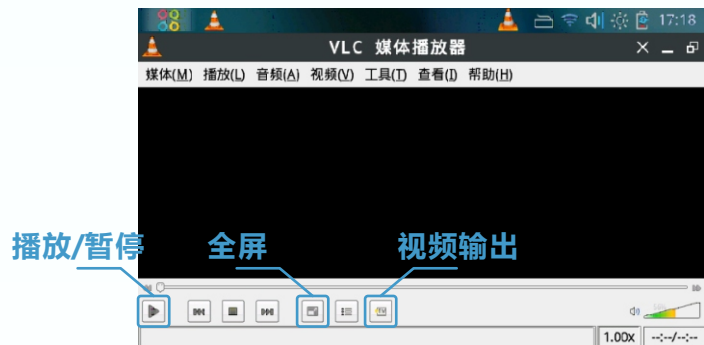 17:18
VLC 媒体播放器
媒体(M) 播放(L) 音频(A) 视频(V) 工具(T) 查看(I) 帮助(H)
播放/暂停 全屏 视频输出
1.00x --:--/--:--